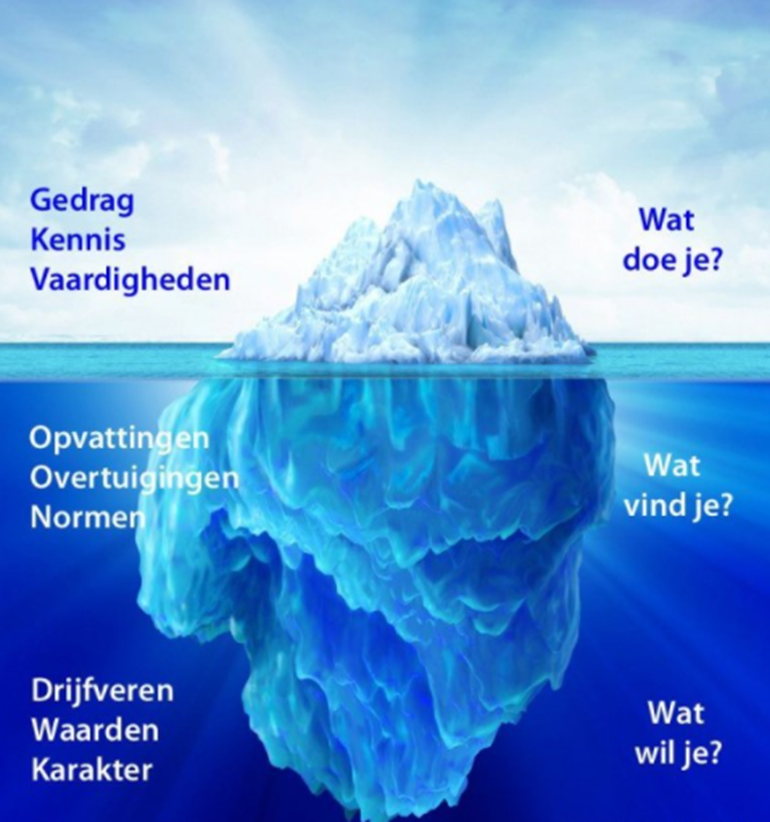 Gedrag
Kennis
Vaardigheden
Wat
doe je?
Opvattingen
Overtuigingen
Normen
Wat
vind je?
Drijfveren
Waarden
Karakter
Wat
wil je?